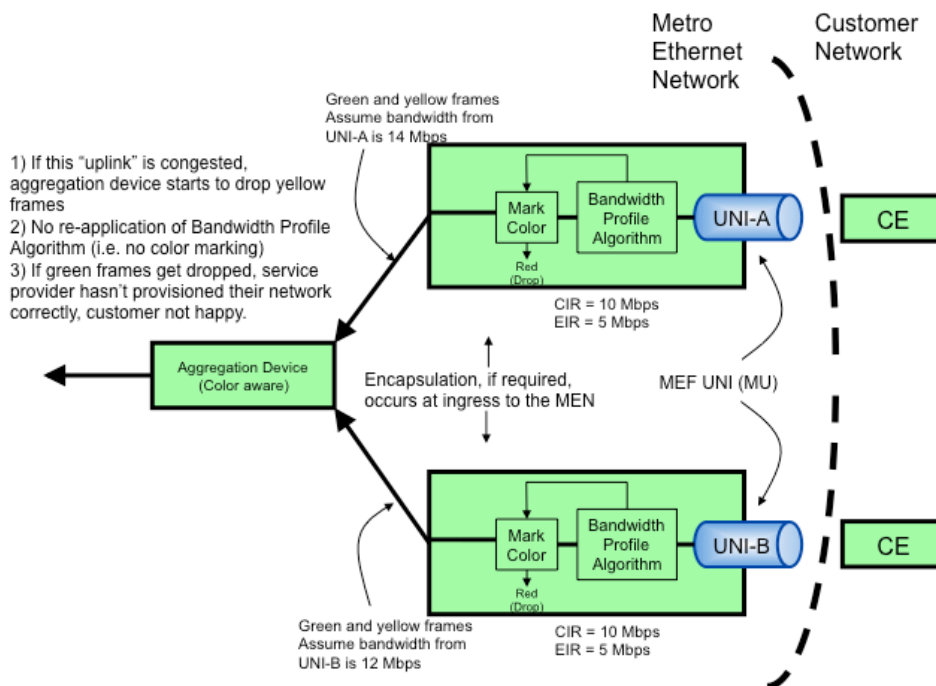 Metro
Ethernet
Network
Customer
Network
Green and yellow frames
Assume bandwidth from
UNI-A is 14 Mbps
1) If this “uplink” is congested,
aggregation device starts to drop yellow
frames
2) No re-application of Bandwidth Profile
Algorithm (i.e. no color marking)
3) If green frames get dropped, service
provider hasn’t provisioned their network
correctly, customer not happy.
Mark
Color
Bandwidth
Profile
Algorithm
UNI-A
CE
Red
(Drop)
CIR = 10 Mbps
EIR = 5 Mbps
Aggregation Device
(Color aware)
Encapsulation, if required,
occurs at ingress to the MEN
MEF UNI (MU)
Mark
Color
Bandwidth
Profile
Algorithm
UNI-B
CE
Red
(Drop)
Green and yellow frames
Assume bandwidth from
UNI-B is 12 Mbps
CIR = 10 Mbps
EIR = 5 Mbps